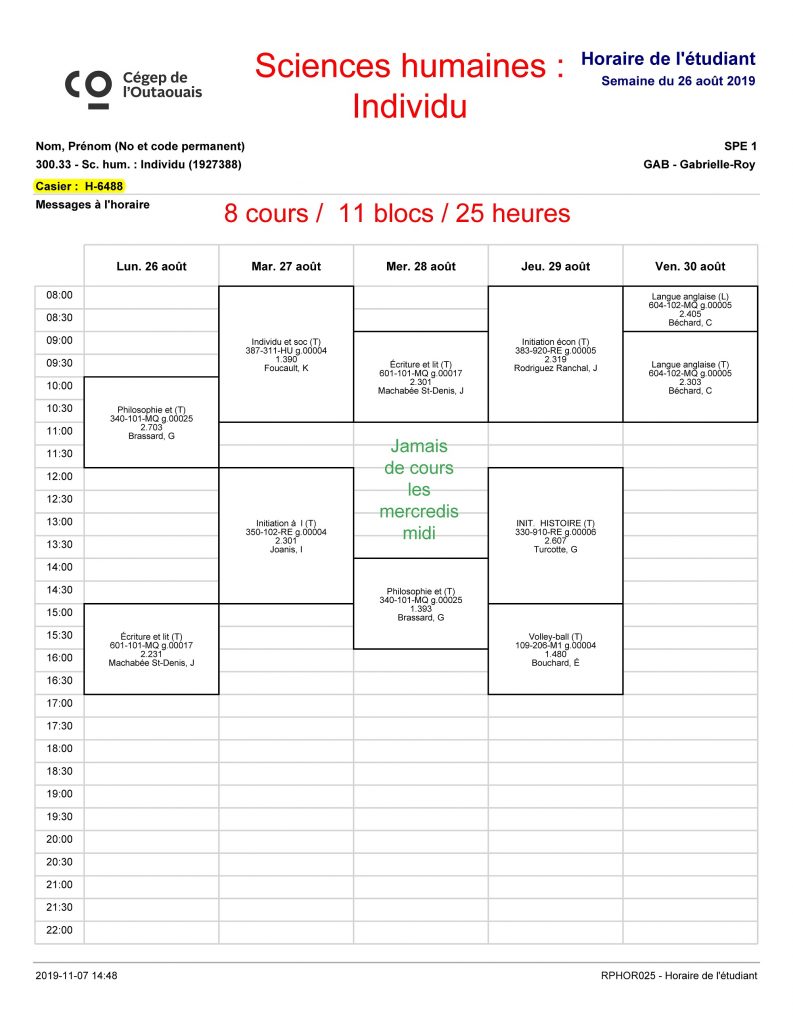 Cégep de
l'Outaouais
Sciences humaines :
Individu
Horaire de l'étudiant
Semaine du 26 août 2019
Nom, Prénom (No et code permanent)
SPE 1
300.33 - Sc. hum. : Individu (1927388)
GAB - Gabrielle-Roy
Casier : H-6488
Messages à l'horaire
8 cours / 11 blocs / 25 heures
Lun. 26 août
Mar. 27 août
Mer. 28 août
Jeu. 29 août
Ven. 30 août
08:00
08:30
09:00
09:30
10:00
10:30
11:00
11:30
12:00
12:30
13:00
13:30
14:00
14:30
15:00
15:30
16:00
16:30
17:00
17:30
18:00
18:30
19:00
19:30
20:00
20:30
21:00
21:30
22:00
Philosophie et (T)
340-101-MQ g.00025
2.703
Brassard, G
Écriture et lit (T)
601-101-MQ g.00017
2.231
Machabée St-Denis, J
Individu et soc (T)
387-311-HU g.00004
1.390
Foucault, K
Initiation à l (T)
350-102-RE g.00004
2.301
Joanis, I
Écriture et lit (T)
601-101-MQ g.00017
2.301
Machabée St-Denis, J
Jamais
de cours
les
mercredis
midi
Philosophie et (T)
340-101-MQ g.00025
1.393
Brassard, G
Initiation écon (T)
383-920-RE g.00005
2.319
Rodriguez Ranchal, J
INIT. HISTOIRE (T)
330-910-RE g.00006
2.607
Turcotte, G
Volley-ball (T)
109-206-M1 g.00004
1.480
Bouchard, É
Langue anglaise (L)
604-102-MQ g.00005
2.405
Béchard, C
Langue anglaise (T)
604-102-MQ g.00005
2.303
Béchard, C
2019-11-07 14:48
RPHOR025 - Horaire de l'étudiant